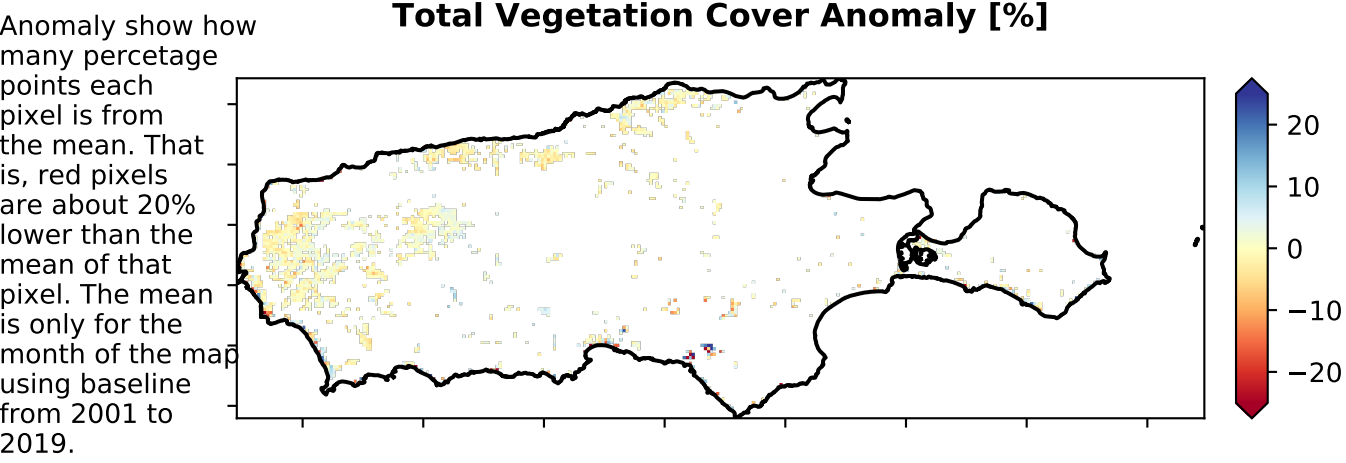 Total Vegetation Cover Anomaly [%]
Anomaly show how
many percetage
points each
pixel is from
the mean. That
is, red pixels
are about 20%
lower than the
mean of that
pixel. The mean
is only for the
month of the map
using baseline
from 2001 to
2019.
20
10
0
−10
−20